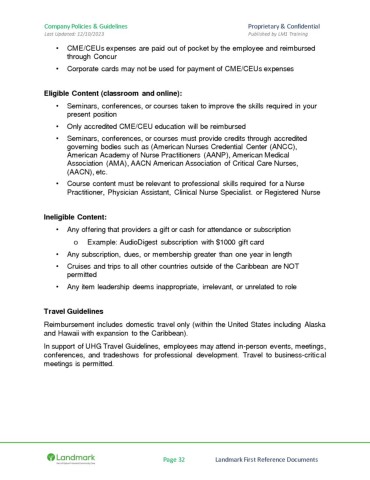 Company Policies & Guidelines Proprietary & Confidential
Last Updated: 12/19/2023 Published by LM1 Training
• CME/CEUs expenses are paid out of pocket by the employee and reimbursed
through Concur
• Corporate cards may not be used for payment of CME/CEUs expenses
Eligible Content (classroom and online):
• Seminars, conferences, or courses taken to improve the skills required in your
present position
• Only accredited CME/CEU education will be reimbursed
• Seminars, conferences, or courses must provide credits through accredited
governing bodies such as (American Nurses Credential Center (ANCC),
American Academy of Nurse Practitioners (AANP), American Medical
Association (AMA), AACN American Association of Critical Care Nurses,
(AACN), etc.
• Course content must be relevant to professional skills required for a Nurse
Practitioner, Physician Assistant, Clinical Nurse Specialist. or Registered Nurse
Ineligible Content:
• Any offering that providers a gift or cash for attendance or subscription
o Example: AudioDigest subscription with $1000 gift card
• Any subscription, dues, or membership greater than one year in length
• Cruises and trips to all other countries outside of the Caribbean are NOT
permitted
• Any item leadership deems inappropriate, irrelevant, or unrelated to role
Travel Guidelines
Reimbursement includes domestic travel only (within the United States including Alaska
and Hawaii with expansion to the Caribbean).
In support of UHG Travel Guidelines, employees may attend in-person events, meetings,
conferences, and tradeshows for professional development. Travel to business-critical
meetings is permitted.
Landmark Page 32 Landmark First Reference Documents